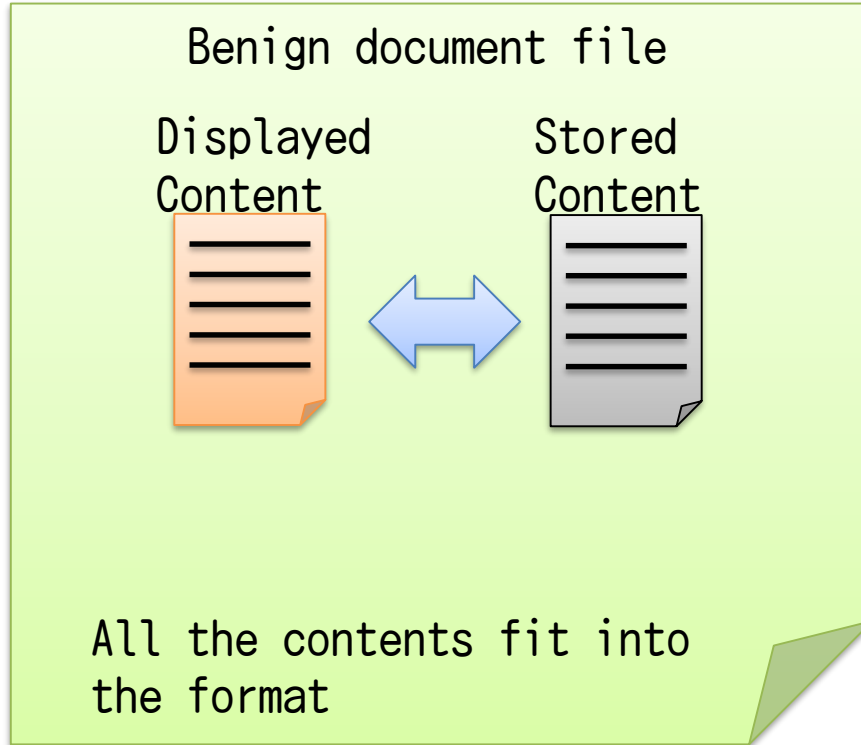 Benign document file
Displayed Content
Stored Content
All the contents fit into
the format